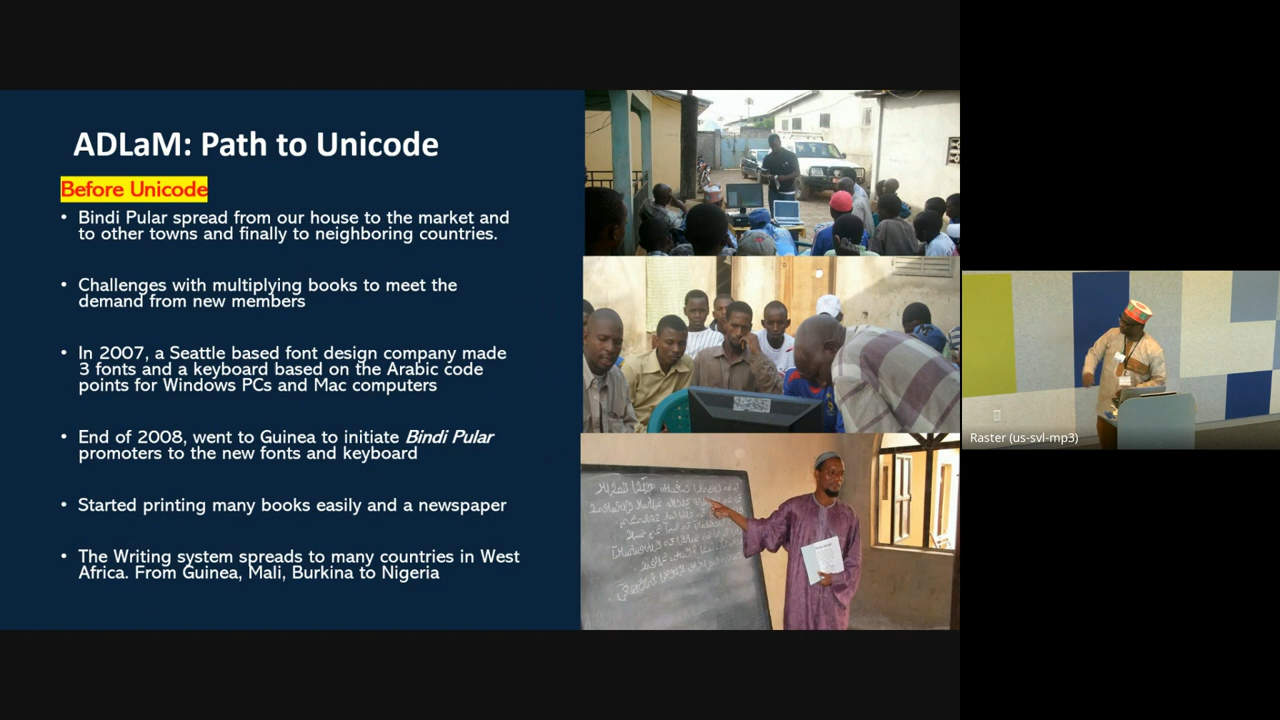 ADLaM: Path to Unicode
Before Unicode
• Bindi Pular spread from our house to the market and
to other towns and finally to neighboring countries.
• Challenges with multiplying books to meet the
demand from new members
• In 2007, a Seattle based font design company made
3 fonts and a keyboard based on the Arabic code
points for Windows PCs and Mac computers
• End of 2008, went to Guinea to initiate Bindi Pular
promoters to the new fonts and keyboard
• Started printing many books easily and a newspaper
• The Writing system spreads to many countries in West
Africa. From Guinea, Mali, Burkina to Nigeria
Raster (us-svl-mp3)